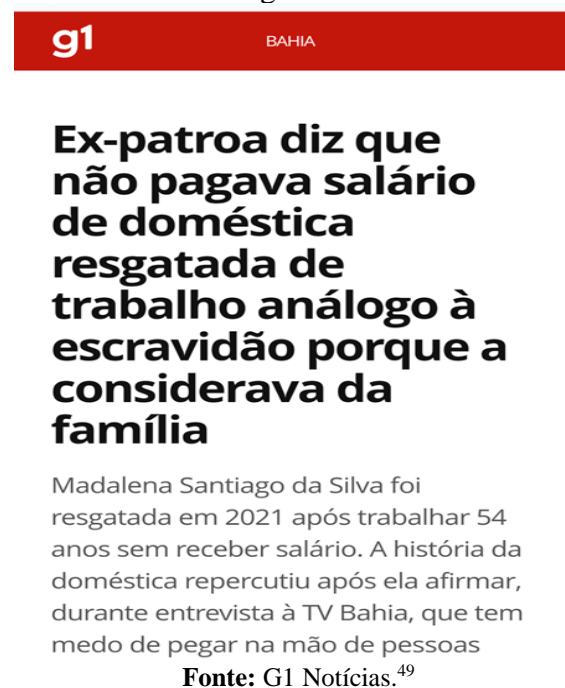 g1
BAHIA
Ex-patroa diz que
não pagava salário
de doméstica
resgatada de
trabalho análogo à
escravidão porque a
considerava da
família
Madalena Santiago da Silva foi
resgatada em 2021 após trabalhar 54
anos sem receber salário. A história da
doméstica repercutiu após ela afirmar,
durante entrevista à TV Bahia, que tem
medo de pegar na mão de pessoas
Fonte: G1 Notícias.49